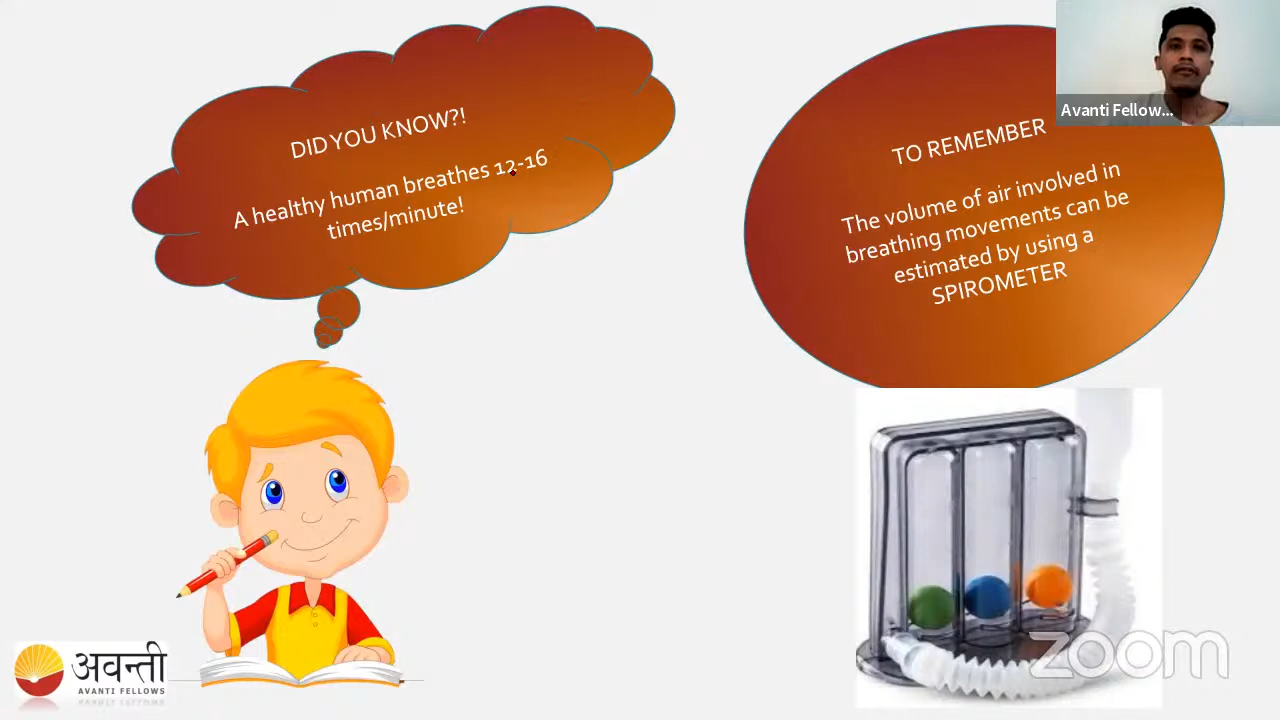 DID YOU KNOW?!
A healthy human breathes 12-16
times/minute!
TO REMEMBER
The volume of air involved in
breathing movements can be
estimated by using a
SPIROMETER
Avanti Fellow...
अवन्ती
AVANTI FELLOWS
zoom